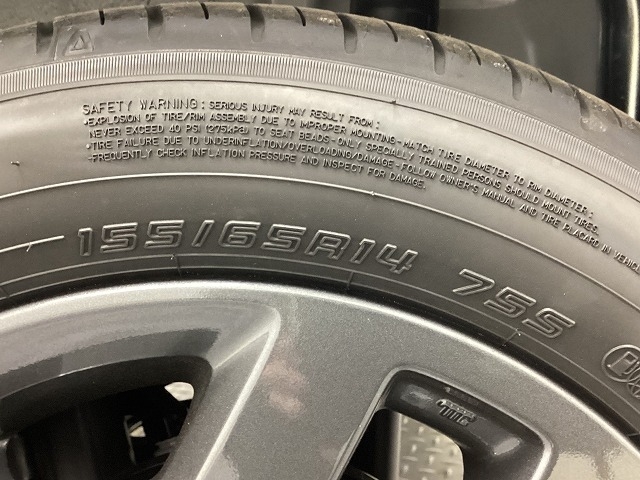 SAFETY WARNING: SERIOUS INJURY MAY RESULT FROM:
•EXPLOSION OF TIRE/RIM ASSEMBLY DUE TO IMPROPER MOUNTING-MATCH TIRE DIAMETER TO RIM DIAMETER:
NEVER EXCEED 40 PSI (275kPa) TO SEAT BEADS-ONLY SPECIALLY TRAINED PERSONS SHOULD MOUNT TIRES.
•TIRE FAILURE DUE TO UNDERINFLATION/OVERLOADING/DAMAGE-FOLLOW OWNER'S MANUAL AND TIRE PLACARD IN VEHICL
-FREQUENTLY CHECK INFLATION PRESSURE AND INSPECT FOR DAMAGE.
155/65R14 75S